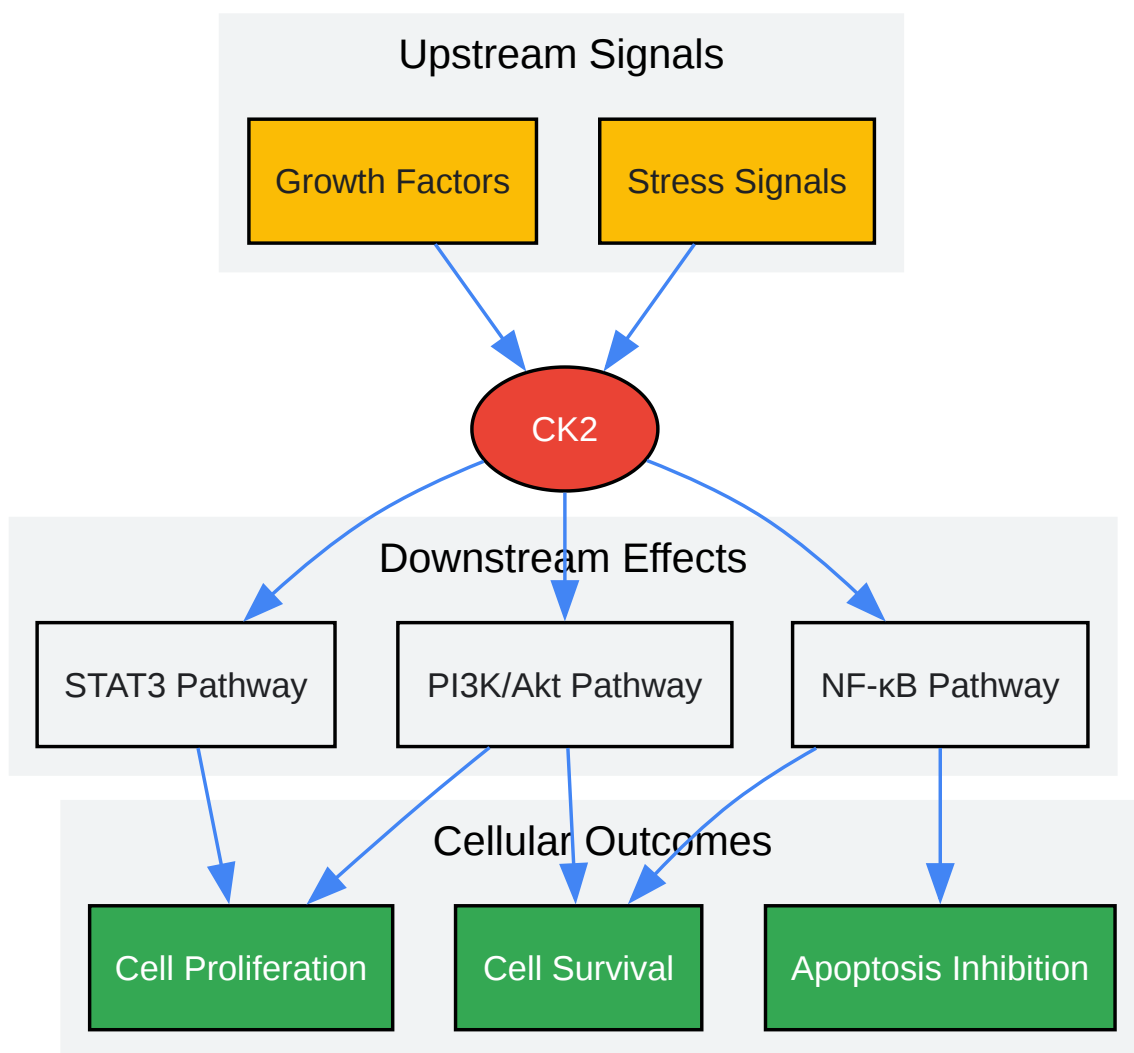 Upstream Signals
Growth Factors
Stress Signals
CK2
Downstream Effects
STAT3 Pathway
PI3K/Akt Pathway
NF-κB Pathway
Cellular Outcomes
Cell Proliferation
Cell Survival
Apoptosis Inhibition